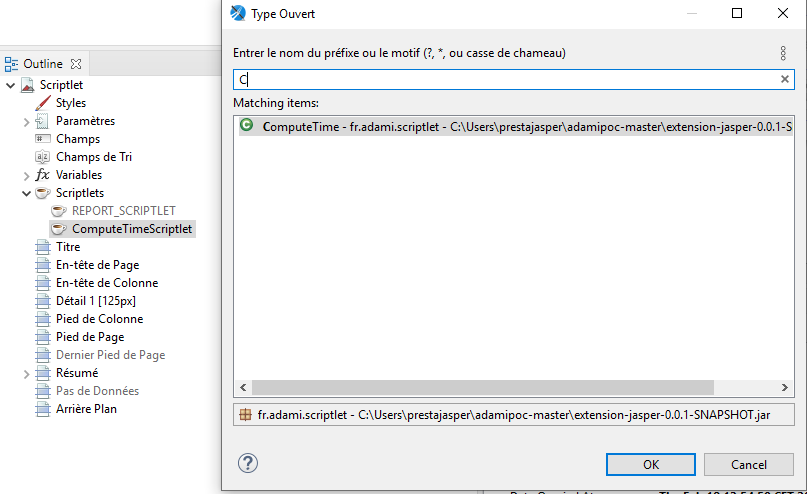 Type Ouvert
Outline
Scriptlet
Styles
Paramètres
Champs
Champs de Tri
fx Variables
Scriptlets
REPORT_SCRIPTLET
ComputeTimeScriptlet
Titre
En-tête de Page
En-tête de Colonne
Détail 1 [125px]
Pied de Colonne
Pied de Page
Dernier Pied de Page
Résumé
Pas de Données
Arrière Plan
Entrer le nom du préfixe ou le motif (?, *, ou casse de chameau)
C
Matching items:
ComputeTime - fr.adami.scriptlet - C:\Users\prestajasper\adamipoc-master\extension-jasper-0.0.1-S
fr.adami.scriptlet - C:\Users\prestajasper\adamipoc-master\extension-jasper-0.0.1-SNAPSHOT.jar
OK
Cancel